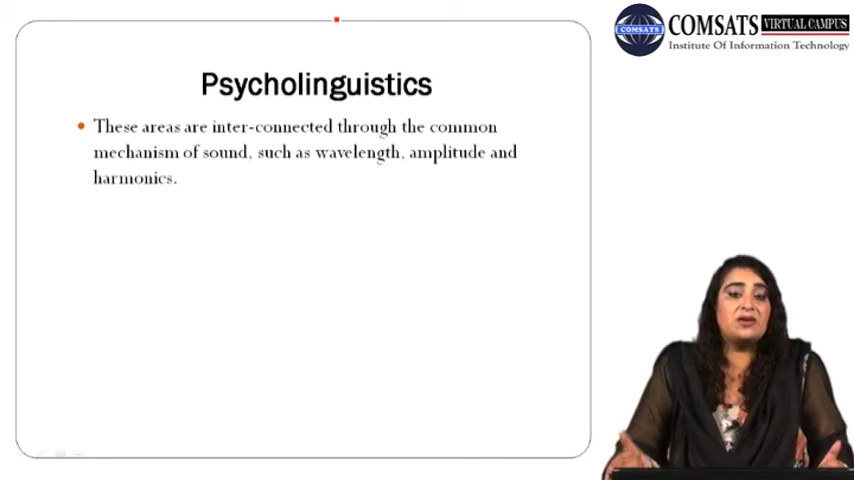 COMSATS VIRTUAL CAMPUS
COMSATS
Institute Of Information Technology
Psycholinguistics
These areas are inter-connected through the common
mechanism of sound, such as wavelength, amplitude and
harmonics.